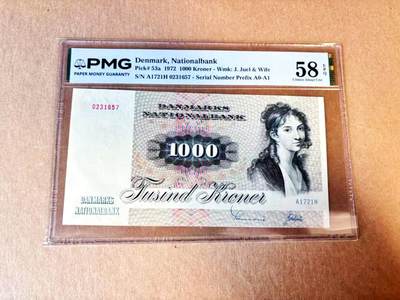 PMG
PAPER MONEY GUARANTY
Denmark, Nationalbank
Pick# 53a 1972 1000 Kroner - Wmk: J. Juel & Wife
S/N A1721H 0231657 - Serial Number Prefix A0-A1
58 EPQ
Choice About Unc
0231657
DANMARKS
NATIONALBANK
1000
Tusind Kroner
DANMARKS
NATIONALBANK
A1721H